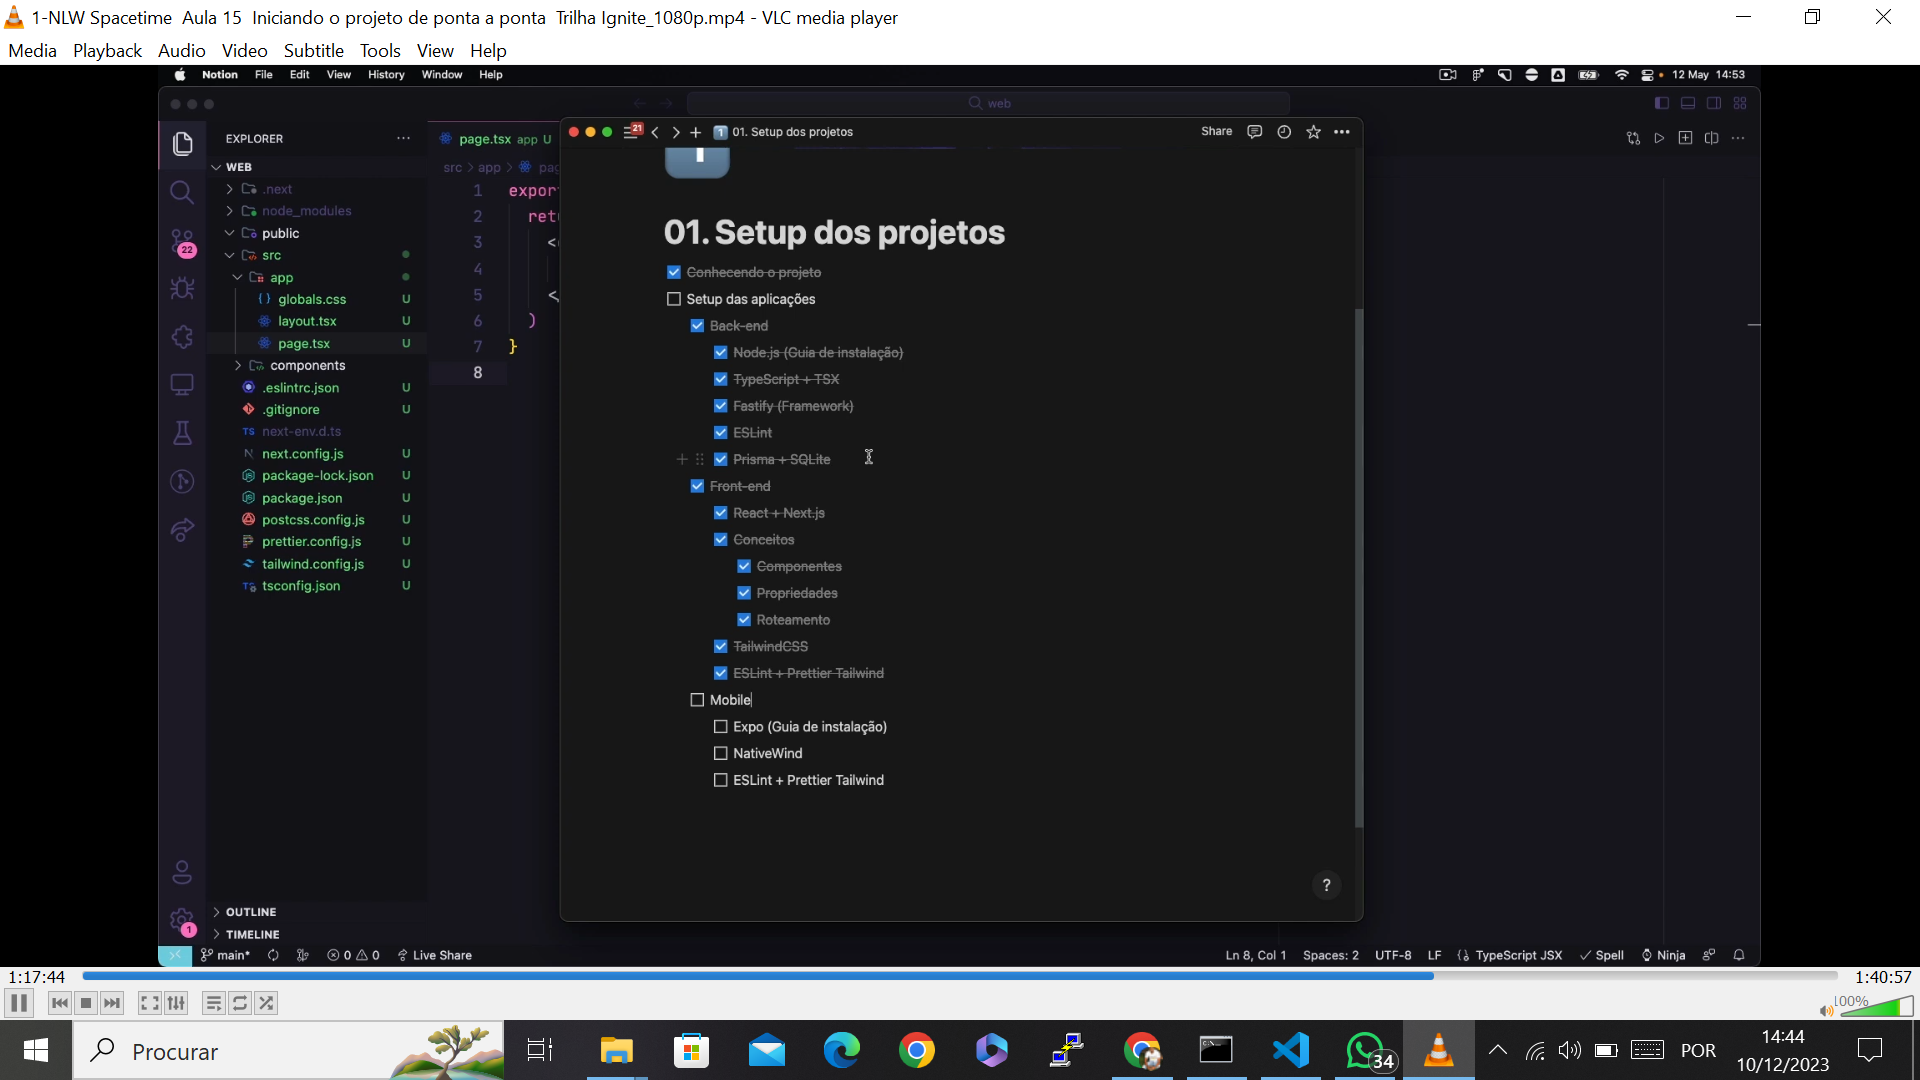 1-NLW Spacetime  Aula 15  Iniciando o projeto de ponta a ponta  Trilha Ignite_1080p.mp4 - VLC media player
Media Playback Audio Video Subtitle Tools View Help
Notion File Edit View History Window Help
12 May 14:53
web
EXPLORER
WEB
.next
node_modules
public
src
app
globals.css U
layout.tsx U
page.tsx U
components
.eslintrc.json U
.gitignore U
next-env.d.ts
next.config.js U
package-lock.json U
package.json U
postcss.config.js U
prettier.config.js U
tailwind.config.js U
tsconfig.json U
OUTLINE
TIMELINE
22
1
page.tsx app U
src > app >
1 expor
2
3 <
4
5 <
6 )
7 }
8
21
01. Setup dos projetos
Share
01. Setup dos projetos
Conhecendo o projeto
Setup das aplicações
Back-end
Node.js (Guia de instalação)
TypeScript + TSX
Fastify (Framework)
ESLint
Prisma + SQLite
Front-end
React + Next.js
Conceitos
Componentes
Propriedades
Roteamento
TailwindCSS
ESLint + Prettier Tailwind
Mobile
Expo (Guia de instalação)
NativeWind
ESLint + Prettier Tailwind
?
main* 0 0 Live Share
Ln 8, Col 1 Spaces: 2 UTF-8 LF TypeScript JSX Spell Ninja
1:17:44 1:40:57
100%
Procurar
34
POR
14:44
10/12/2023